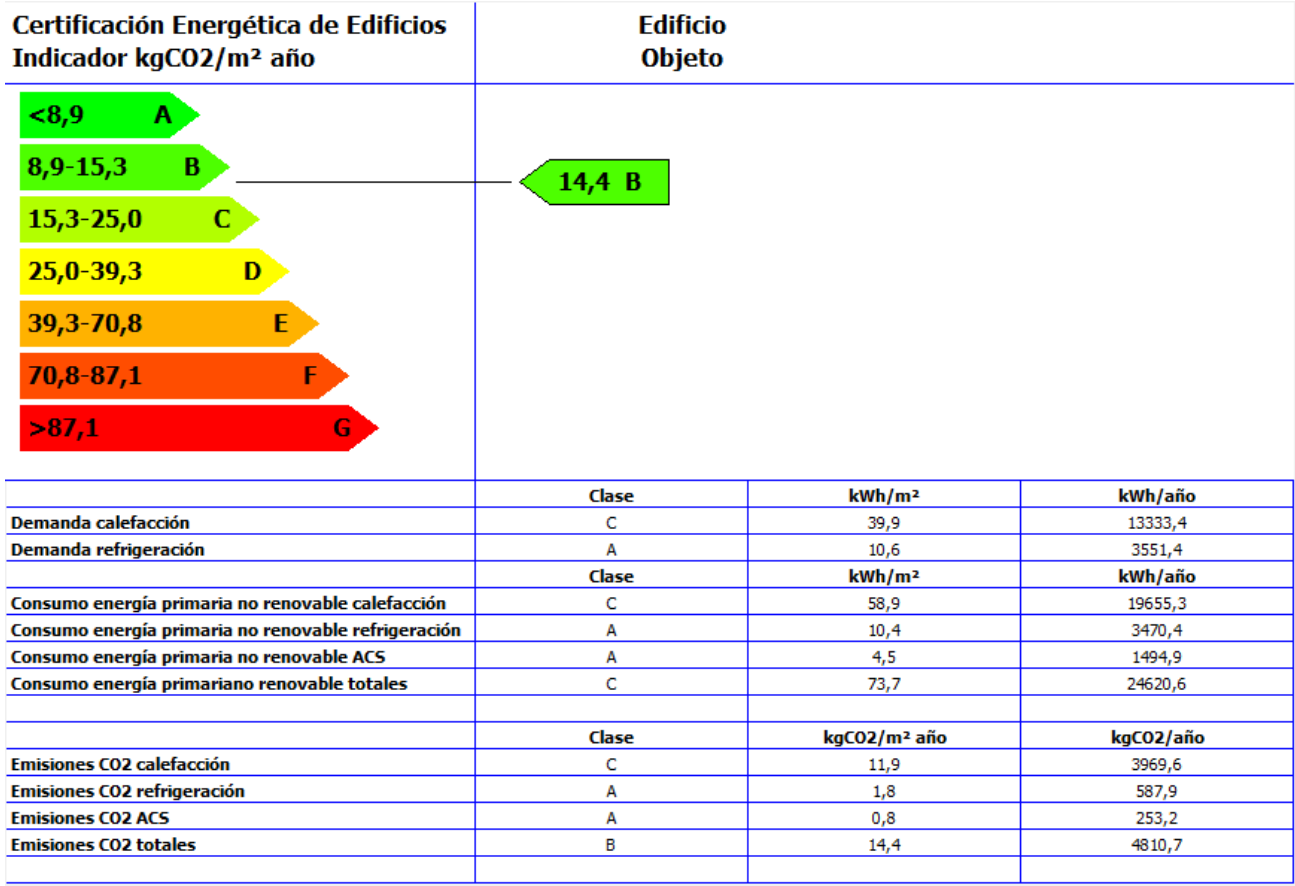 Certificación Energética de Edificios
Indicador kgCO2/m² año
Edificio
Objeto
<8,9 A
8,9-15,3 B
15,3-25,0 C
25,0-39,3 D
39,3-70,8 E
70,8-87,1 F
>87,1 G
14,4 B
Clase kWh/m² kWh/año
Demanda calefacción C 39,9 13333,4
Demanda refrigeración A 10,6 3551,4
Clase kWh/m² kWh/año
Consumo energía primaria no renovable calefacción C 58,9 19655,3
Consumo energía primaria no renovable refrigeración A 10,4 3470,4
Consumo energía primaria no renovable ACS A 4,5 1494,9
Consumo energía primariano renovable totales C 73,7 24620,6
Clase kgCO2/m² año kgCO2/año
Emisiones CO2 calefacción C 11,9 3969,6
Emisiones CO2 refrigeración A 1,8 587,9
Emisiones CO2 ACS A 0,8 253,2
Emisiones CO2 totales B 14,4 4810,7